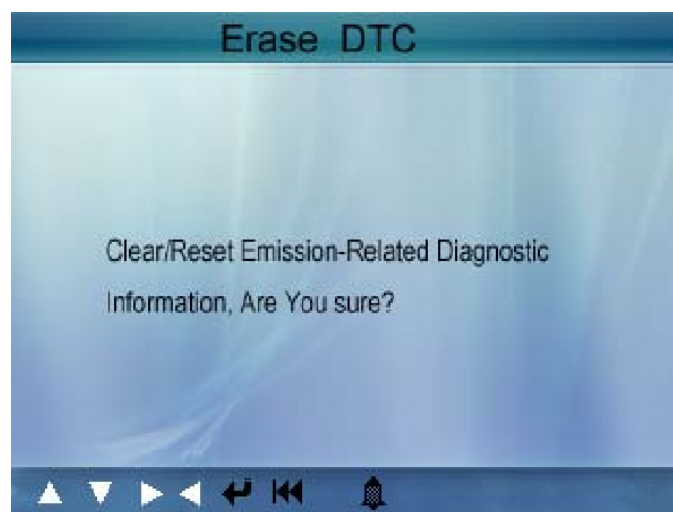 Erase DTC
Clear/Reset Emission-Related Diagnostic
Information, Are You sure?